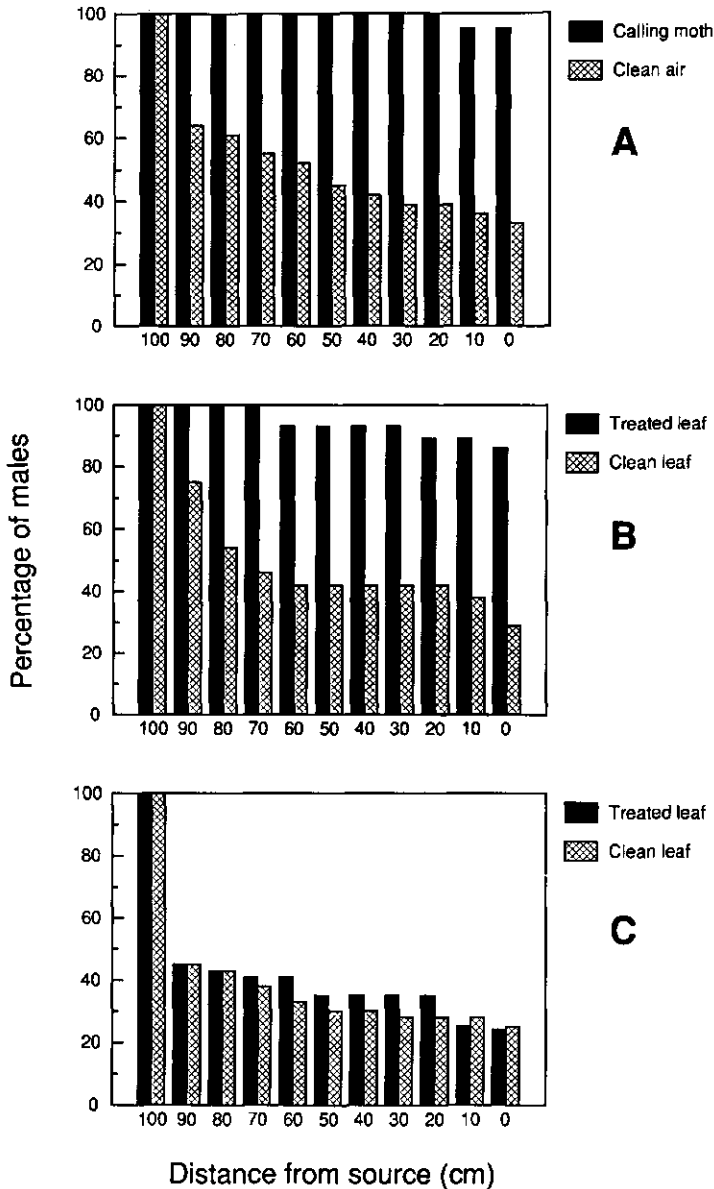 100
80
60
40
20
0
100 90 80 70 60 50 40 30 20 10 0
Calling moth
Clean air
A
100
80
60
40
20
0
100 90 80 70 60 50 40 30 20 10 0
Treated leaf
Clean leaf
B
Percentage of males
100
80
60
40
20
0
100 90 80 70 60 50 40 30 20 10 0
Treated leaf
Clean leaf
C
Distance from source (cm)